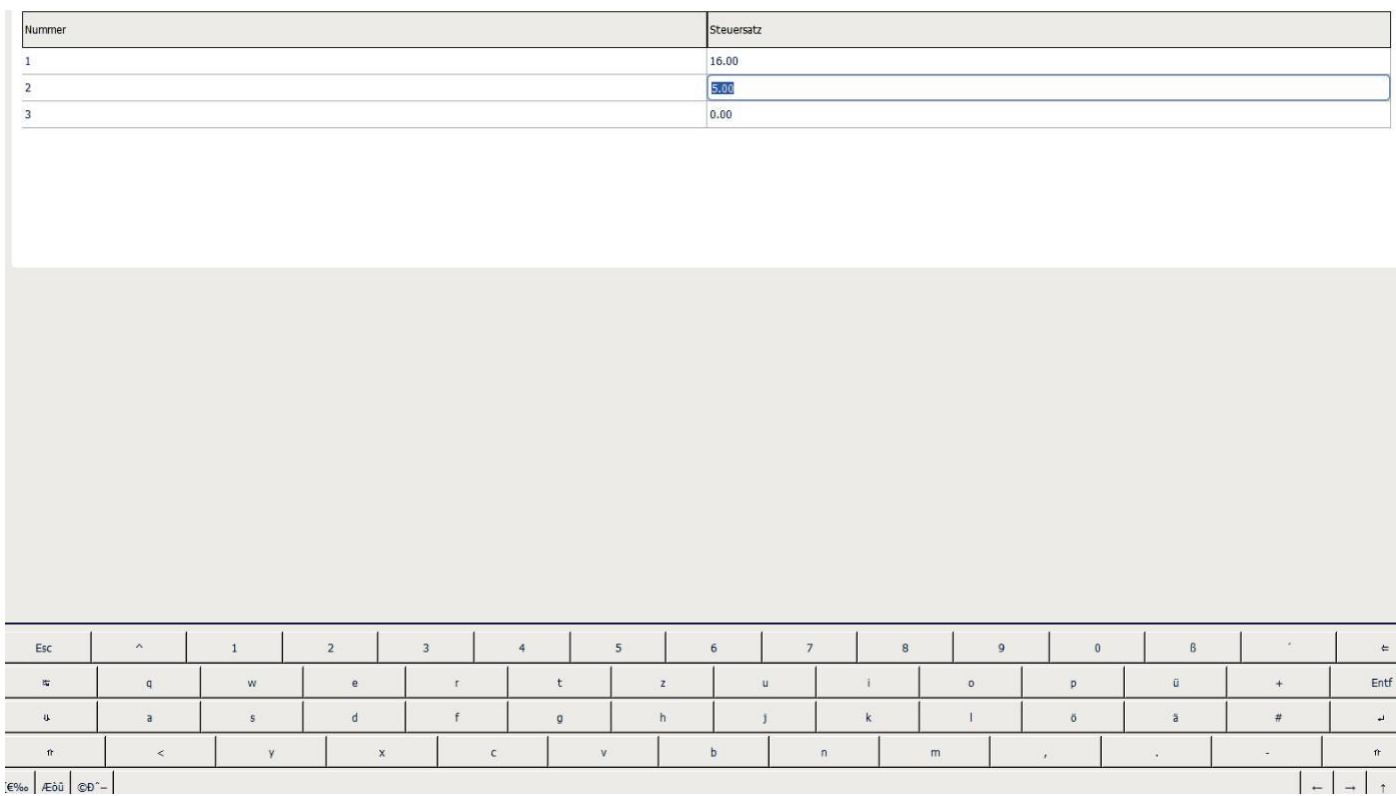 Nummer Steuersatz
1 16.00
2 5.00
3 0.00
Esc ^ 1 2 3 4 5 6 7 8 9 0 ß ´ ⇐
q w e r t z u i o p ü + Entf
a s d f g h j k l ö ä # ↵
⇑ < y x c v b n m , . - ⇑
€‰ Æòû ©Ðˆ– ← → ↑